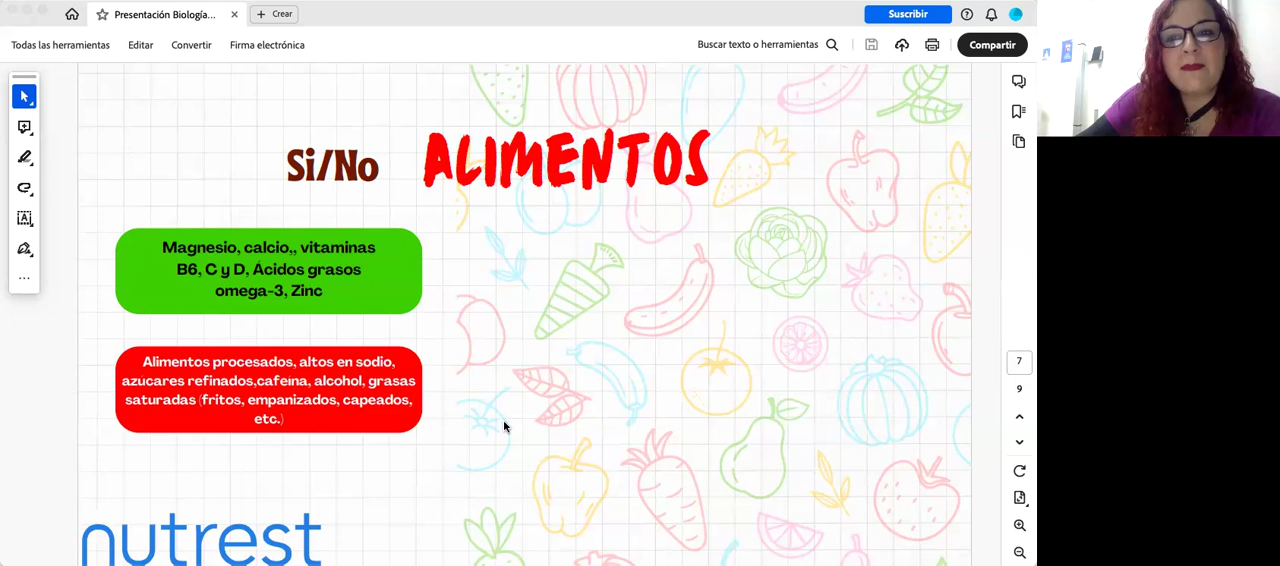 Presentación Biología...
Crear
Suscribir
Todas las herramientas
Editar
Convertir
Firma electrónica
Buscar texto o herramientas
Compartir
Si/No
ALIMENTOS
Magnesio, calcio,, vitaminas
B6, C y D, Ácidos grasos
omega-3, Zinc
Alimentos procesados, altos en sodio,
azúcares refinados,cafeína, alcohol, grasas
saturadas (fritos, empanizados, capeados,
etc.)
7
9
nutrest